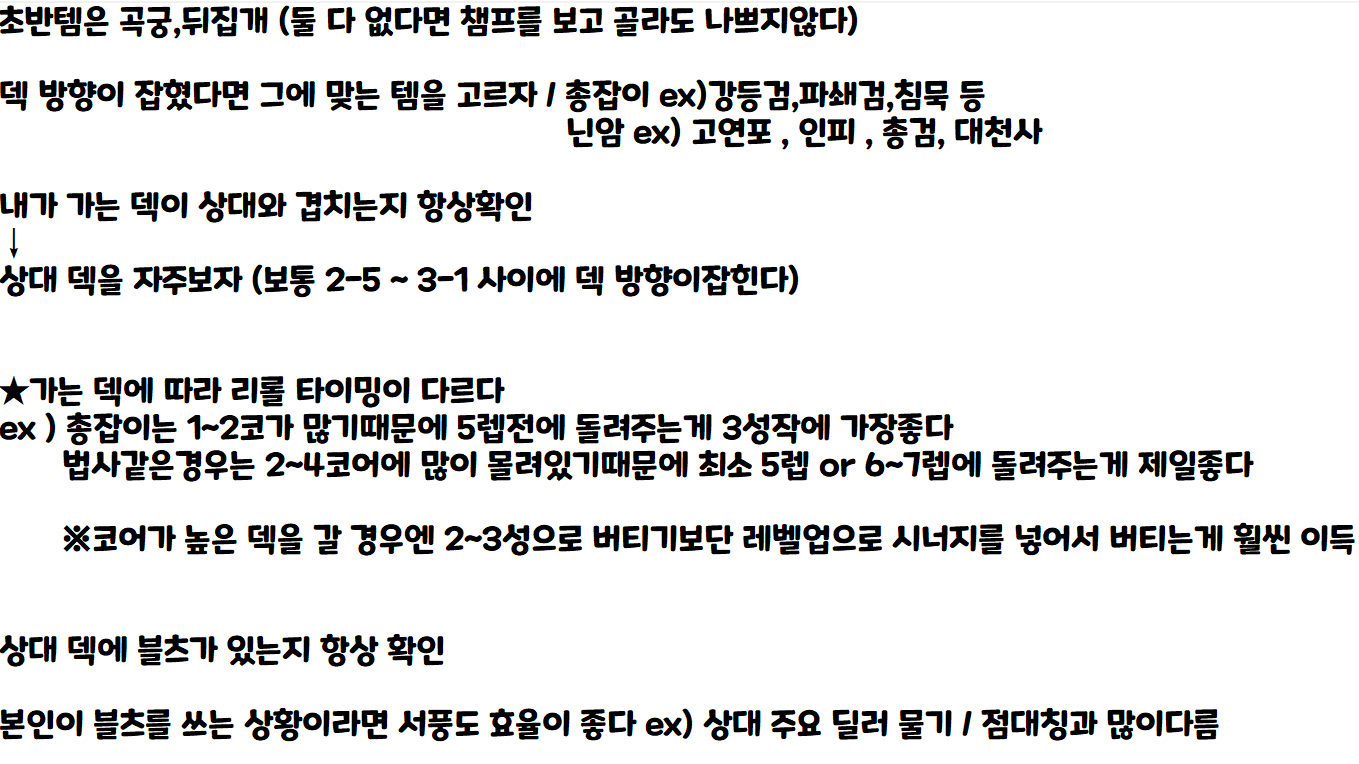 초반템은 곡궁,뒤집개 (둘 다 없다면 챔프를 보고 골라도 나쁘지않다)
덱 방향이 잡혔다면 그에 맞는 템을 고르자 / 총잡이 ex)강등검,파쇄검,침묵 등
닌암 ex) 고연포 , 인피 , 총검, 대천사
내가 가는 덱이 상대와 겹치는지 항상확인
↓
상대 덱을 자주보자 (보통 2-5 ~ 3-1 사이에 덱 방향이잡힌다)
★가는 덱에 따라 리롤 타이밍이 다르다
ex ) 총잡이는 1~2코가 많기때문에 5렙전에 돌려주는게 3성작에 가장좋다
법사같은경우는 2~4코어에 많이 몰려있기때문에 최소 5렙 or 6~7렙에 돌려주는게 제일좋다
※코어가 높은 덱을 갈 경우엔 2~3성으로 버티기보단 레벨업으로 시너지를 넣어서 버티는게 훨씬 이득
상대 덱에 블츠가 있는지 항상 확인
본인이 블츠를 쓰는 상황이라면 서풍도 효율이 좋다 ex) 상대 주요 딜러 물기 / 점대칭과 많이다름